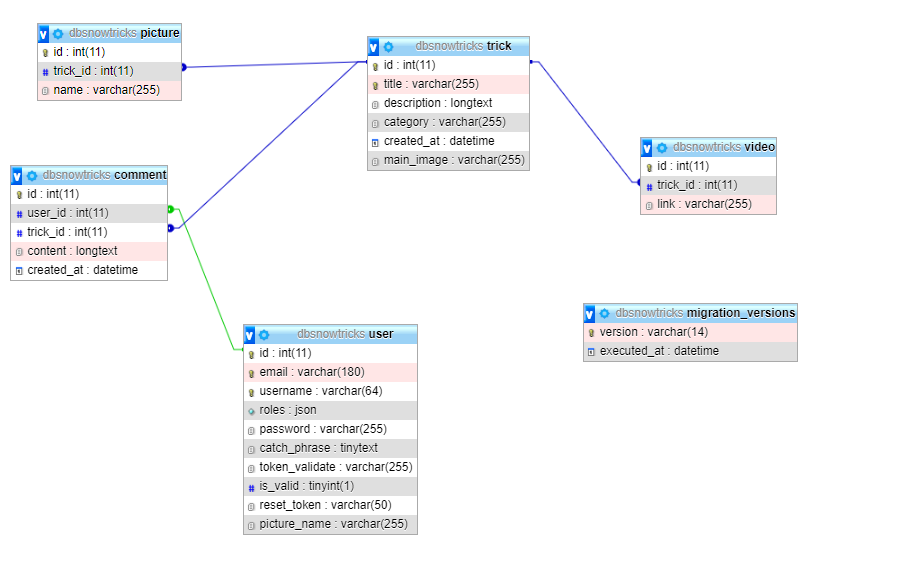 dbsnowtricks picture
id : int(11)
trick_id : int(11)
name : varchar(255)
dbsnowtricks trick
id : int(11)
title : varchar(255)
description : longtext
category : varchar(255)
created_at : datetime
main_image : varchar(255)
dbsnowtricks video
id : int(11)
trick_id : int(11)
link : varchar(255)
dbsnowtricks comment
id : int(11)
user_id : int(11)
trick_id : int(11)
content : longtext
created_at : datetime
dbsnowtricks migration_versions
version : varchar(14)
executed_at : datetime
dbsnowtricks user
id : int(11)
email : varchar(180)
username : varchar(64)
roles : json
password : varchar(255)
catch_phrase : tinytext
token_validate : varchar(255)
is_valid : tinyint(1)
reset_token : varchar(50)
picture_name : varchar(255)